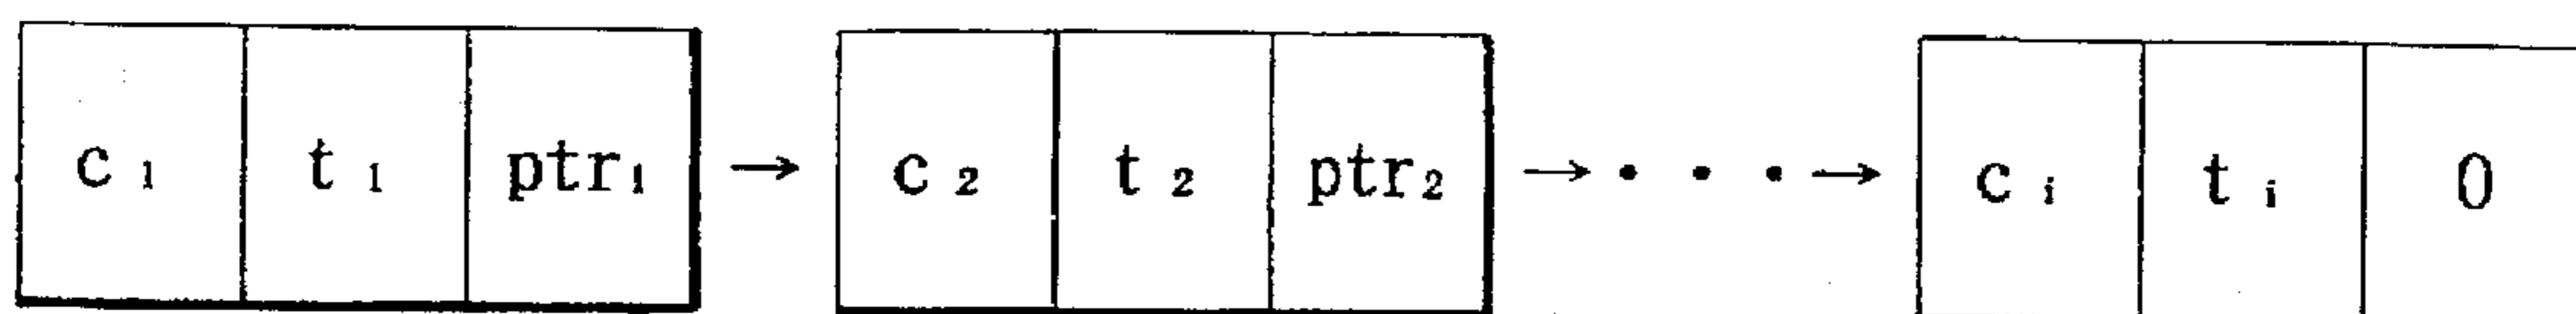 c₁ t₁ ptr₁ → c₂ t₂ ptr₂ → • • • → cᵢ tᵢ 0